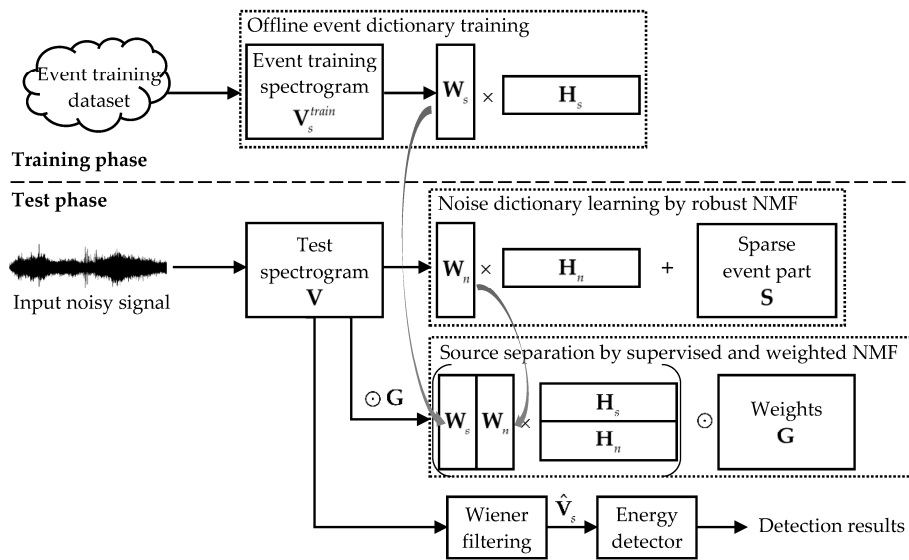 Offline event dictionary training
Event training
dataset
Event training
spectrogram
V_s^train
W_s
×
H_s
Training phase
Test phase
Noise dictionary learning by robust NMF
Input noisy signal
Test
spectrogram
V
W_n
×
H_n
+
Sparse
event part
S
Source separation by supervised and weighted NMF
⊙ G
W_s
W_n
×
H_s
H_n
⊙
Weights
G
Wiener
filtering
V̂_s
Energy
detector
Detection results